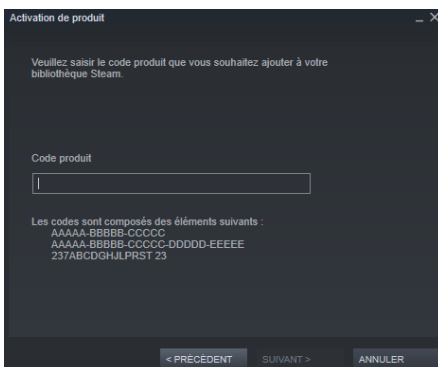 Activation de produit
Veuillez saisir le code produit que vous souhaitez ajouter à votre
bibliothèque Steam.
Code produit
Les codes sont composés des éléments suivants :
AAAAA-BBBBB-CCCCC
AAAAA-BBBBB-CCCCC-DDDDD-EEEEE
237ABCDGHJLPRST 23
< PRÉCÉDENT SUIVANT > ANNULER